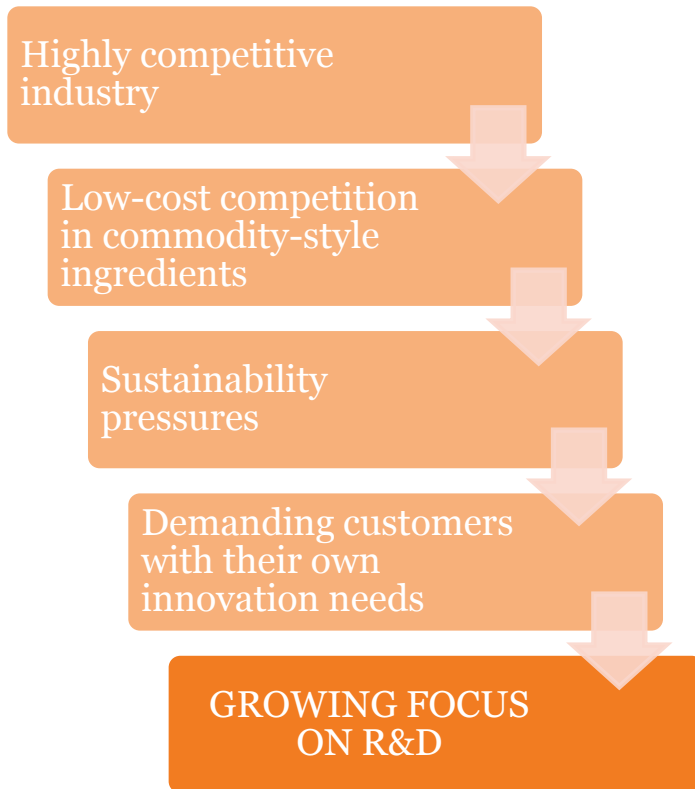 Highly competitive
industry
Low-cost competition
in commodity-style
ingredients
Sustainability
pressures
Demanding customers
with their own
innovation needs
GROWING FOCUS
ON R&D